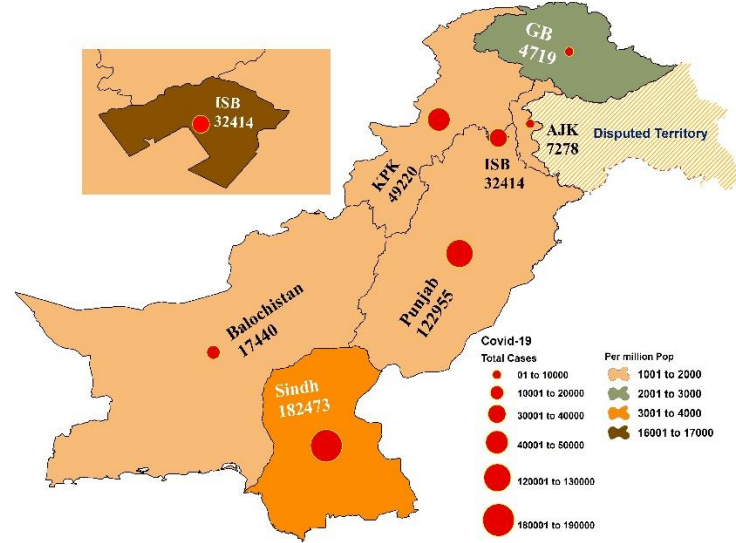 GB
4719
ISB
32414
Disputed Territory
AJK
7278
ISB
32414
KPK
49220
Punjab
122955
Balochistan
17440
Sindh
182473
Covid-19
Total Cases
01 to 10000
10001 to 20000
30001 to 40000
40001 to 50000
120001 to 130000
180001 to 190000
Per million Pop
1001 to 2000
2001 to 3000
3001 to 4000
16001 to 17000